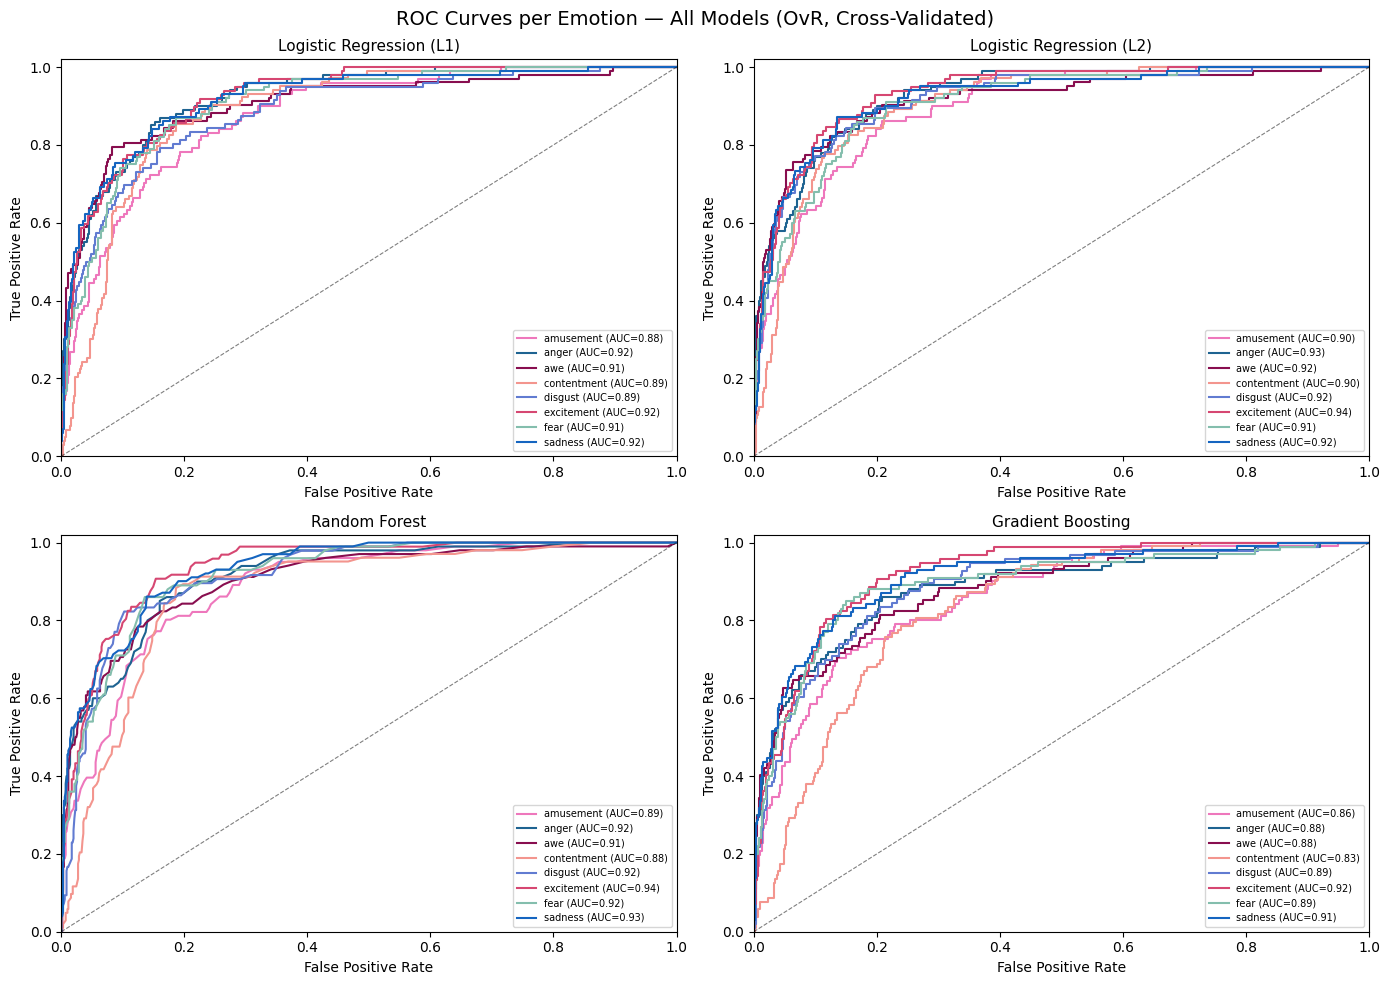 ROC Curves per Emotion — All Models (OvR, Cross-Validated)
Logistic Regression (L1)
True Positive Rate
1.0
0.8
0.6
0.4
0.2
0.0
amusement (AUC=0.88)
anger (AUC=0.92)
awe (AUC=0.91)
contentment (AUC=0.89)
disgust (AUC=0.89)
excitement (AUC=0.92)
fear (AUC=0.91)
sadness (AUC=0.92)
0.0 0.2 0.4 0.6 0.8 1.0
False Positive Rate
Logistic Regression (L2)
True Positive Rate
1.0
0.8
0.6
0.4
0.2
0.0
amusement (AUC=0.90)
anger (AUC=0.93)
awe (AUC=0.92)
contentment (AUC=0.90)
disgust (AUC=0.92)
excitement (AUC=0.94)
fear (AUC=0.91)
sadness (AUC=0.92)
0.0 0.2 0.4 0.6 0.8 1.0
False Positive Rate
Random Forest
True Positive Rate
1.0
0.8
0.6
0.4
0.2
0.0
amusement (AUC=0.89)
anger (AUC=0.92)
awe (AUC=0.91)
contentment (AUC=0.88)
disgust (AUC=0.92)
excitement (AUC=0.94)
fear (AUC=0.92)
sadness (AUC=0.93)
0.0 0.2 0.4 0.6 0.8 1.0
False Positive Rate
Gradient Boosting
True Positive Rate
1.0
0.8
0.6
0.4
0.2
0.0
amusement (AUC=0.86)
anger (AUC=0.88)
awe (AUC=0.88)
contentment (AUC=0.83)
disgust (AUC=0.89)
excitement (AUC=0.92)
fear (AUC=0.89)
sadness (AUC=0.91)
0.0 0.2 0.4 0.6 0.8 1.0
False Positive Rate